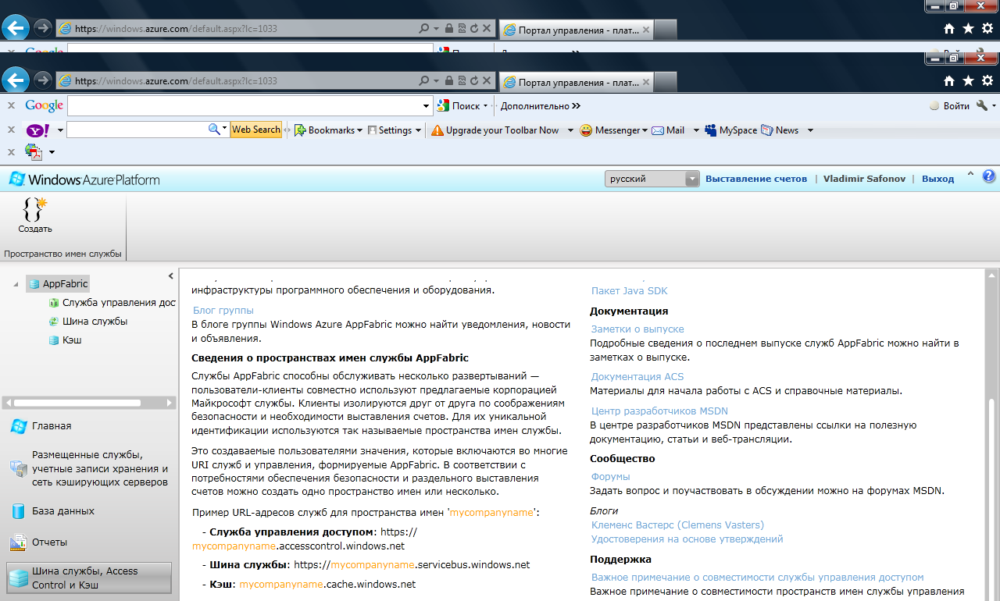 https://windows.azure.com/default.aspx?lc=1033
Портал управления - плат...
https://windows.azure.com/default.aspx?lc=1033
Портал управления - плат...
Google
Поиск
Дополнительно
Войти
Y!
Web Search
Bookmarks
Settings
Upgrade your Toolbar Now
Messenger
Mail
MySpace
News
Windows Azure Platform
русский
Выставление счетов | Vladimir Safonov | Выход
Создать
Пространство имен службы
AppFabric
Служба управления дос
Шина службы
Кэш
Главная
Размещенные службы,
учетные записи хранения и
сеть кэширующих серверов
База данных
Отчеты
Шина службы, Access
Control и Кэш
инфраструктуры программного обеспечения и оборудования.
Блог группы
В блоге группы Windows Azure AppFabric можно найти уведомления, новости
и объявления.
Сведения о пространствах имен службы AppFabric
Службы AppFabric способны обслуживать несколько развертываний —
пользователи-клиенты совместно используют предлагаемые корпорацией
Майкрософт службы. Клиенты изолируются друг от друга по соображениям
безопасности и необходимости выставления счетов. Для их уникальной
идентификации используются так называемые пространства имен службы.
Это создаваемые пользователями значения, которые включаются во многие
URI служб и управления, формируемые AppFabric. В соответствии с
потребностями обеспечения безопасности и раздельного выставления
счетов можно создать одно пространство имен или несколько.
Пример URL-адресов служб для пространства имен 'mycompanyname':
- Служба управления доступом: https://
mycompanyname.accesscontrol.windows.net
- Шина службы: https://mycompanyname.servicebus.windows.net
- Кэш: mycompanyname.cache.windows.net
Пакет Java SDK
Документация
Заметки о выпуске
Подробные сведения о последнем выпуске служб AppFabric можно найти в
заметках о выпуске.
Документация ACS
Материалы для начала работы с ACS и справочные материалы.
Центр разработчиков MSDN
В центре разработчиков MSDN представлены ссылки на полезную
документацию, статьи и веб-трансляции.
Сообщество
Форумы
Задать вопрос и поучаствовать в обсуждении можно на форумах MSDN.
Блоги
Клеменс Вастерс (Clemens Vasters)
Удостоверения на основе утверждений
Поддержка
Важное примечание о совместимости службы управления доступом
Важное примечание о совместимости пространств имен службы управления